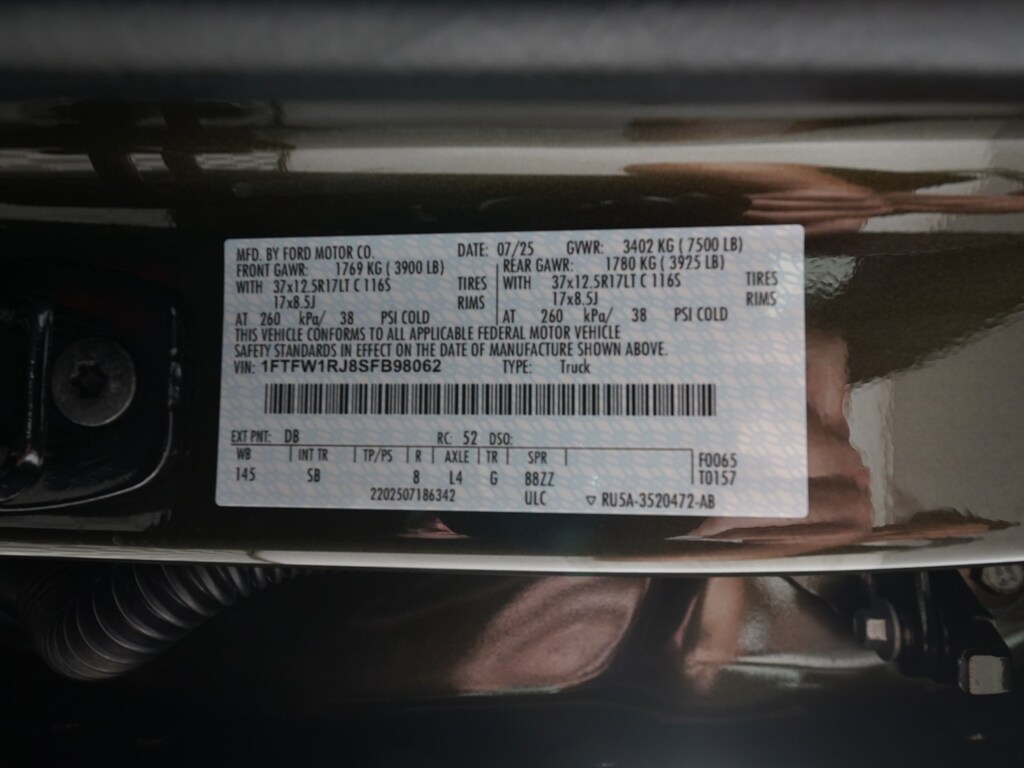 MFD. BY FORD MOTOR CO. DATE: 07/25 GVWR: 3402 KG ( 7500 LB)
FRONT GAWR: 1769 KG ( 3900 LB) REAR GAWR: 1780 KG ( 3925 LB)
WITH 37x12.5R17LT C 116S TIRES WITH 37x12.5R17LT C 116S TIRES
17x8.5J RIMS 17x8.5J RIMS
AT 260 kPa/ 38 PSI COLD AT 260 kPa/ 38 PSI COLD
THIS VEHICLE CONFORMS TO ALL APPLICABLE FEDERAL MOTOR VEHICLE
SAFETY STANDARDS IN EFFECT ON THE DATE OF MANUFACTURE SHOWN ABOVE.
VIN: 1FTFW1RJ8SFB98062 TYPE: Truck
EXT PNT: DB RC: 52 DSO:
WB INT TR TP/PS R AXLE TR SPR F0065
145 SB 8 L4 G 88ZZ T0157
2202507186342 ULC ▽ RU5A-3520472-AB